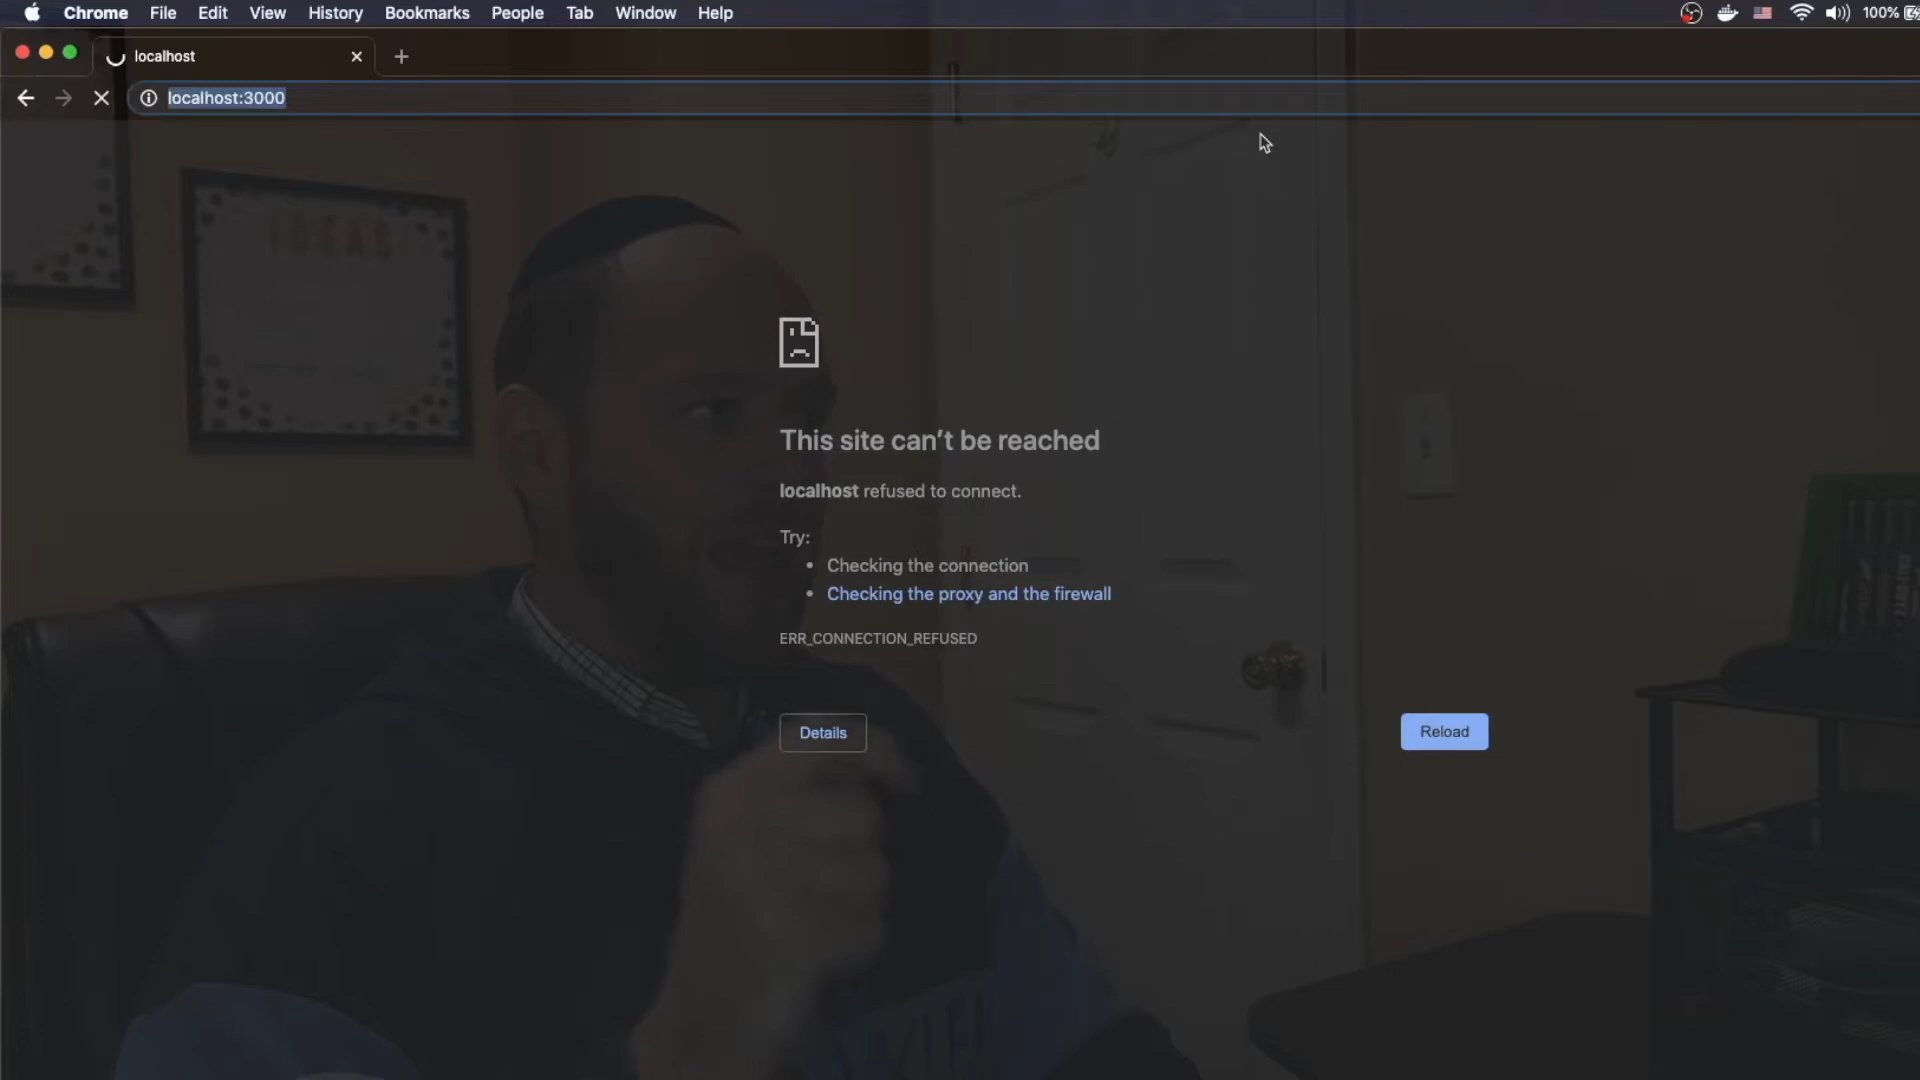 Chrome File Edit View History Bookmarks People Tab Window Help 100%
localhost
localhost:3000
IDEAS
This site can't be reached
localhost refused to connect.
Try:
• Checking the connection
• Checking the proxy and the firewall
ERR_CONNECTION_REFUSED
Details Reload